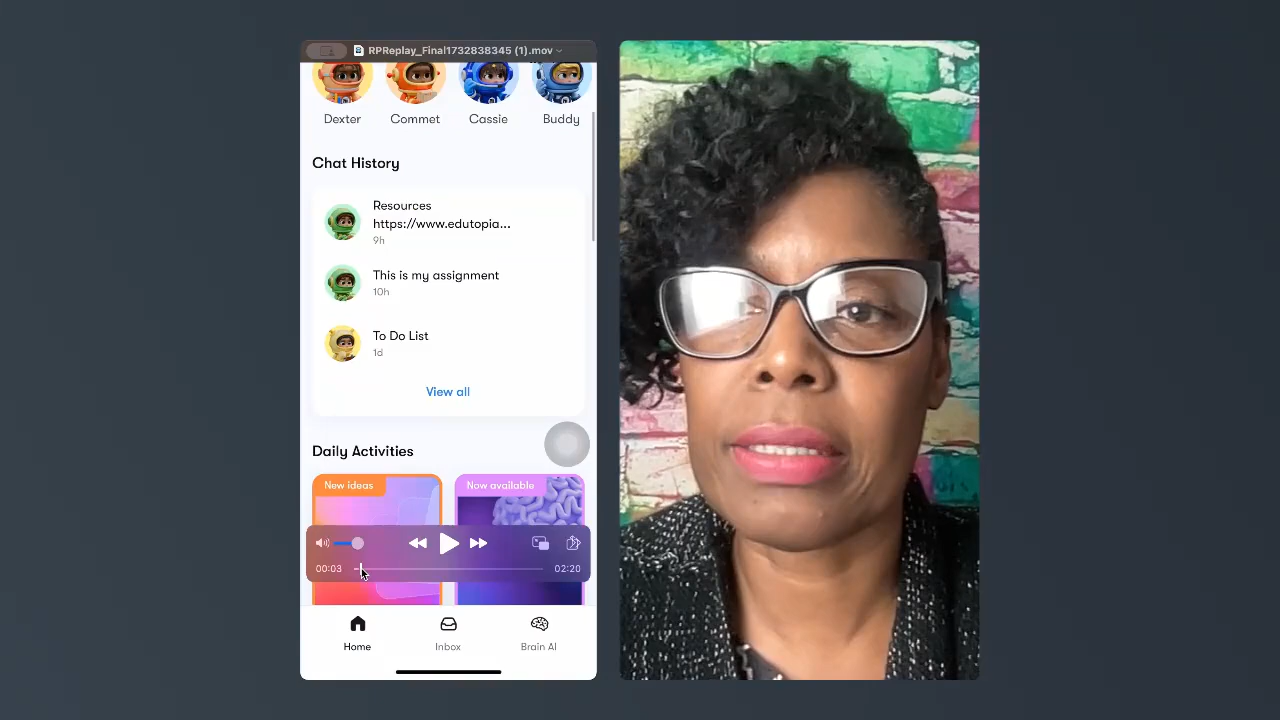 RPReplay_Final1732838345 (1).mov
Dexter
Commet
Cassie
Buddy
Chat History
Resources
https://www.edutopia...
9h
This is my assignment
10h
To Do List
1d
View all
Daily Activities
New ideas
Now available
00:03
02:20
Home
Inbox
Brain AI